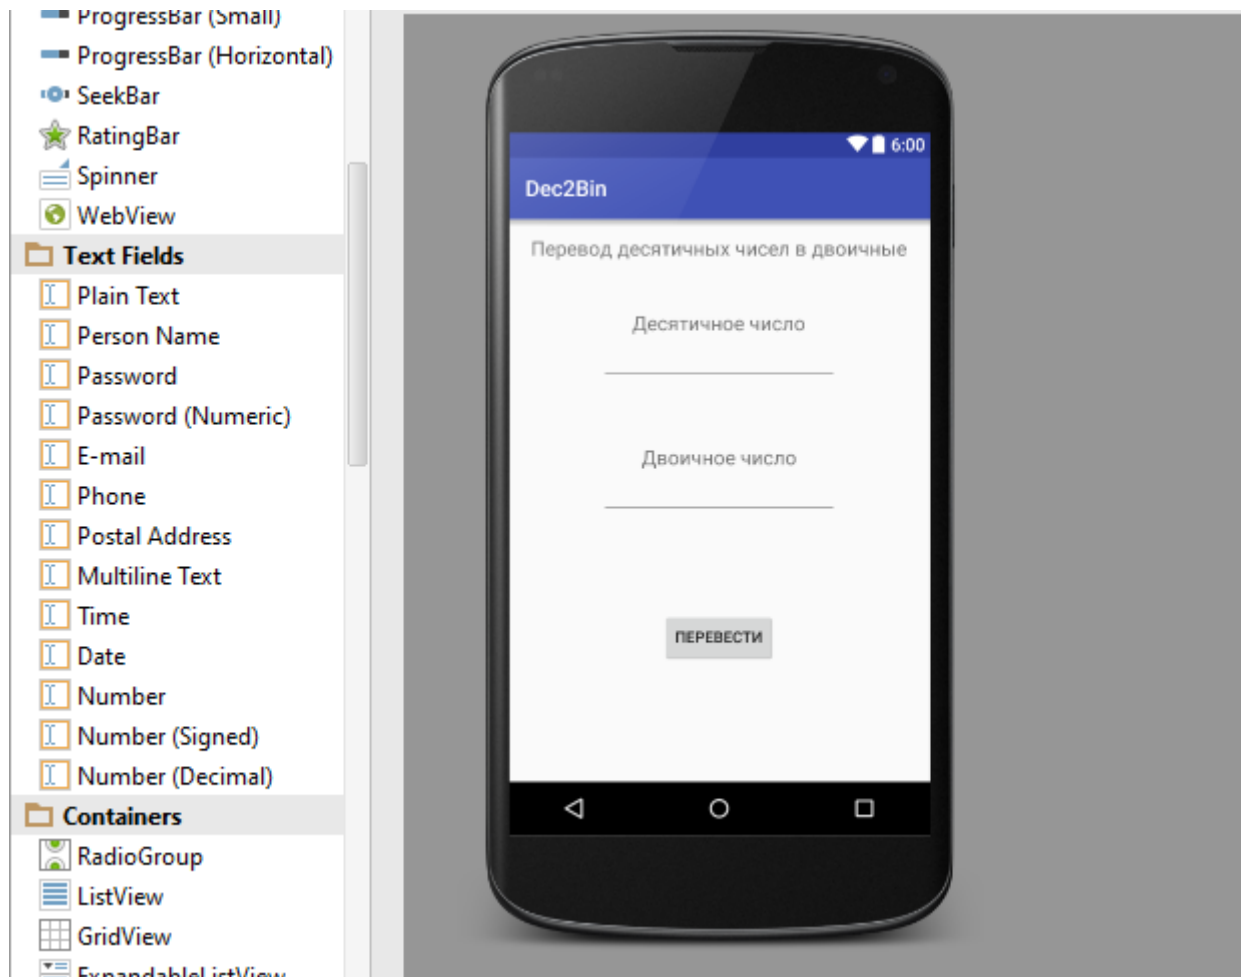 ProgressBar (Small)
ProgressBar (Horizontal)
SeekBar
RatingBar
Spinner
WebView
Text Fields
Plain Text
Person Name
Password
Password (Numeric)
E-mail
Phone
Postal Address
Multiline Text
Time
Date
Number
Number (Signed)
Number (Decimal)
Containers
RadioGroup
ListView
GridView
ExpandableListView
6:00
Dec2Bin
Перевод десятичных чисел в двоичные
Десятичное число
Двоичное число
ПЕРЕВЕСТИ